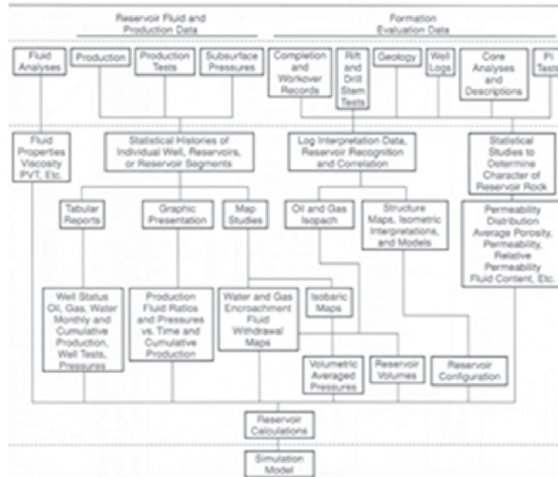 Reservoir Fluid and
Production Data
Formation
Evaluation Data
Fluid
Analyses
Production
Production
Tests
Subsurface
Pressures
Completion
and
Workover
Records
Rift
and
Drill
Stem
Tests
Geology
Well
Logs
Core
Analyses
and
Descriptions
PI
Tests
Fluid
Properties
Viscosity
PVT, Etc.
Statistical Histories of
Individual Well, Reservoirs,
or Reservoir Segments
Log Interpretation Data,
Reservoir Recognition
and Correlation
Statistical
Studies to
Determine
Character of
Reservoir Rock
Tabular
Reports
Graphic
Presentation
Map
Studies
Oil and Gas
Isopach
Structure
Maps, Isometric
Interpretations,
and Models
Permeability
Distribution
Average Porosity,
Permeability,
Relative
Permeability
Fluid Content, Etc.
Well Status
Oil, Gas, Water
Monthly and
Cumulative
Production,
Well Tests,
Pressures
Production
Fluid Ratios
and Pressures
vs. Time and
Cumulative
Production
Water and Gas
Encroachment
Fluid
Withdrawal
Maps
Isobaric
Maps
Volumetric
Averaged
Pressures
Reservoir
Volumes
Reservoir
Configuration
Reservoir
Calculations
Simulation
Model